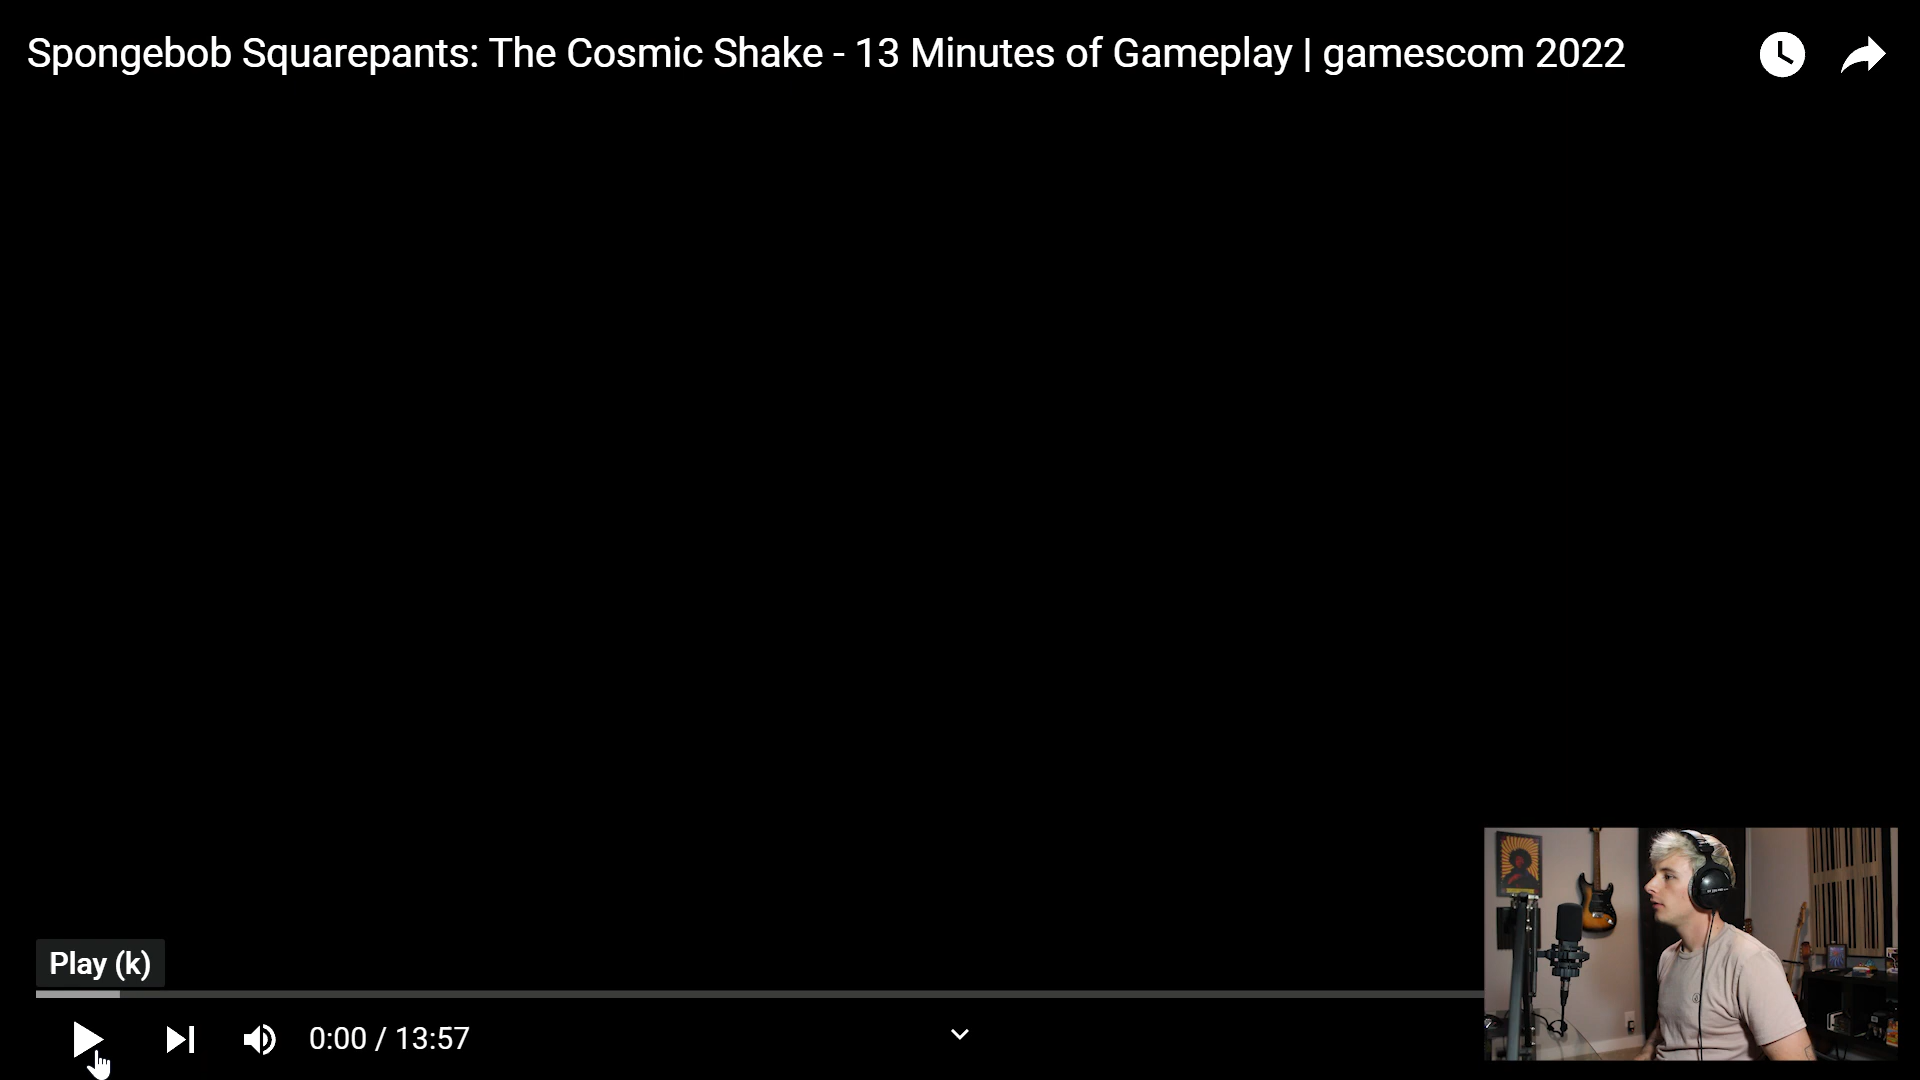 Spongebob Squarepants: The Cosmic Shake - 13 Minutes of Gameplay | gamescom 2022
Play (k)
0:00 / 13:57